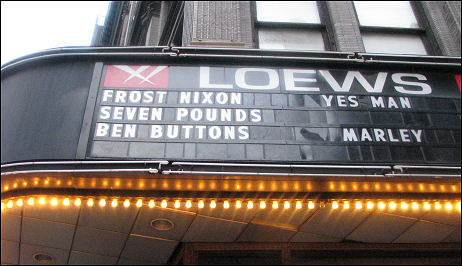 LOEWS
FROST NIXON YES MAN
SEVEN POUNDS
BEN BUTTONS MARLEY